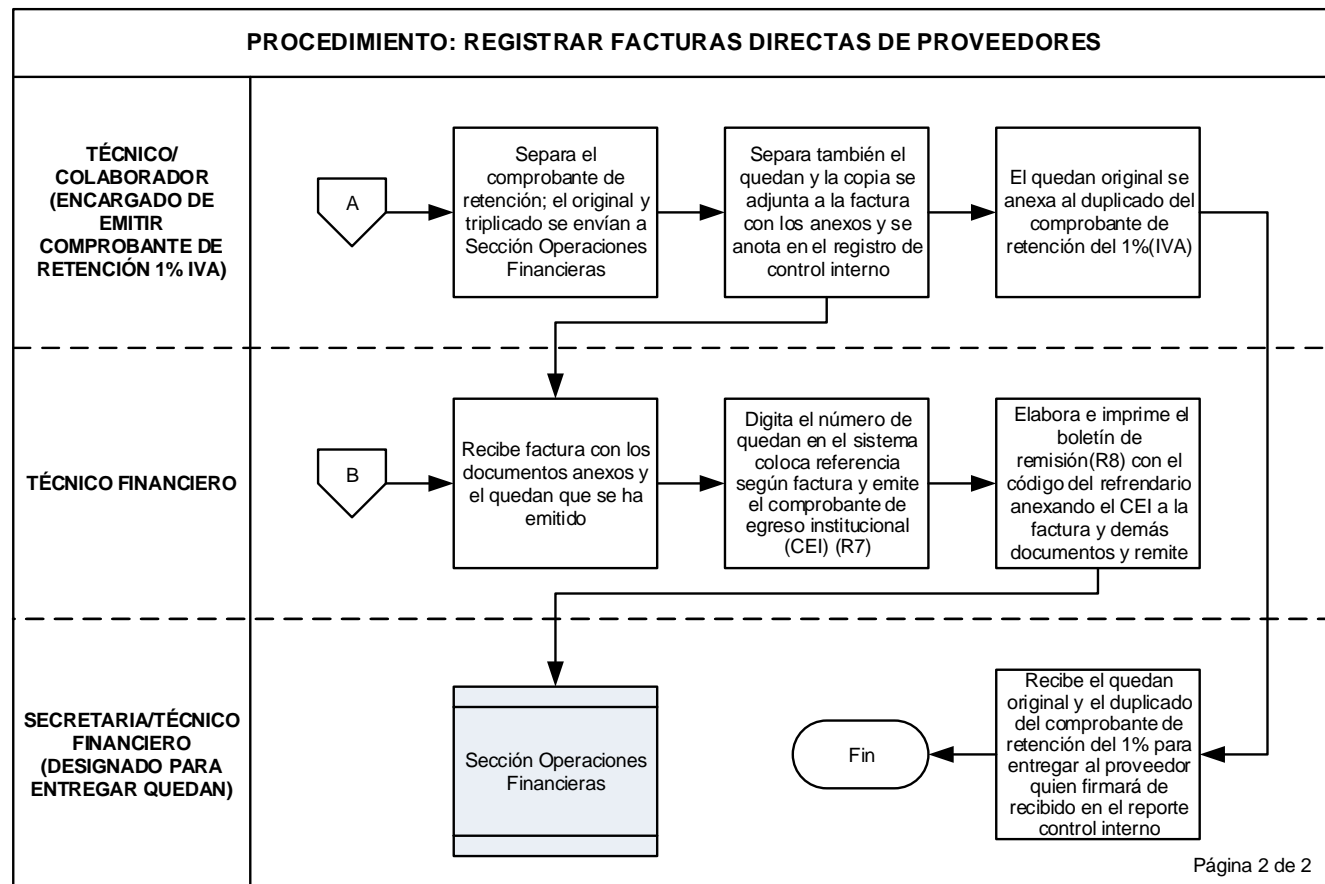 PROCEDIMIENTO: REGISTRAR FACTURAS DIRECTAS DE PROVEEDORES
TÉCNICO/
COLABORADOR
(ENCARGADO DE
EMITIR
COMPROBANTE DE
RETENCIÓN 1% IVA)
A
Separa el
comprobante de
retención; el original y
triplicado se envían a
Sección Operaciones
Financieras
Separa también el
quedan y la copia se
adjunta a la factura
con los anexos y se
anota en el registro de
control interno
El quedan original se
anexa al duplicado del
comprobante de
retención del 1%(IVA)
TÉCNICO FINANCIERO
B
Recibe factura con los
documentos anexos y
el quedan que se ha
emitido
Digita el número de
quedan en el sistema
coloca referencia
según factura y emite
el comprobante de
egreso institucional
(CEI) (R7)
Elabora e imprime el
boletín de
remisión(R8) con el
código del refrendario
anexando el CEI a la
factura y demás
documentos y remite
SECRETARIA/TÉCNICO
FINANCIERO
(DESIGNADO PARA
ENTREGAR QUEDAN)
Sección Operaciones
Financieras
Fin
Recibe el quedan
original y el duplicado
del comprobante de
retención del 1% para
entregar al proveedor
quien firmará de
recibido en el reporte
control interno
Página 2 de 2